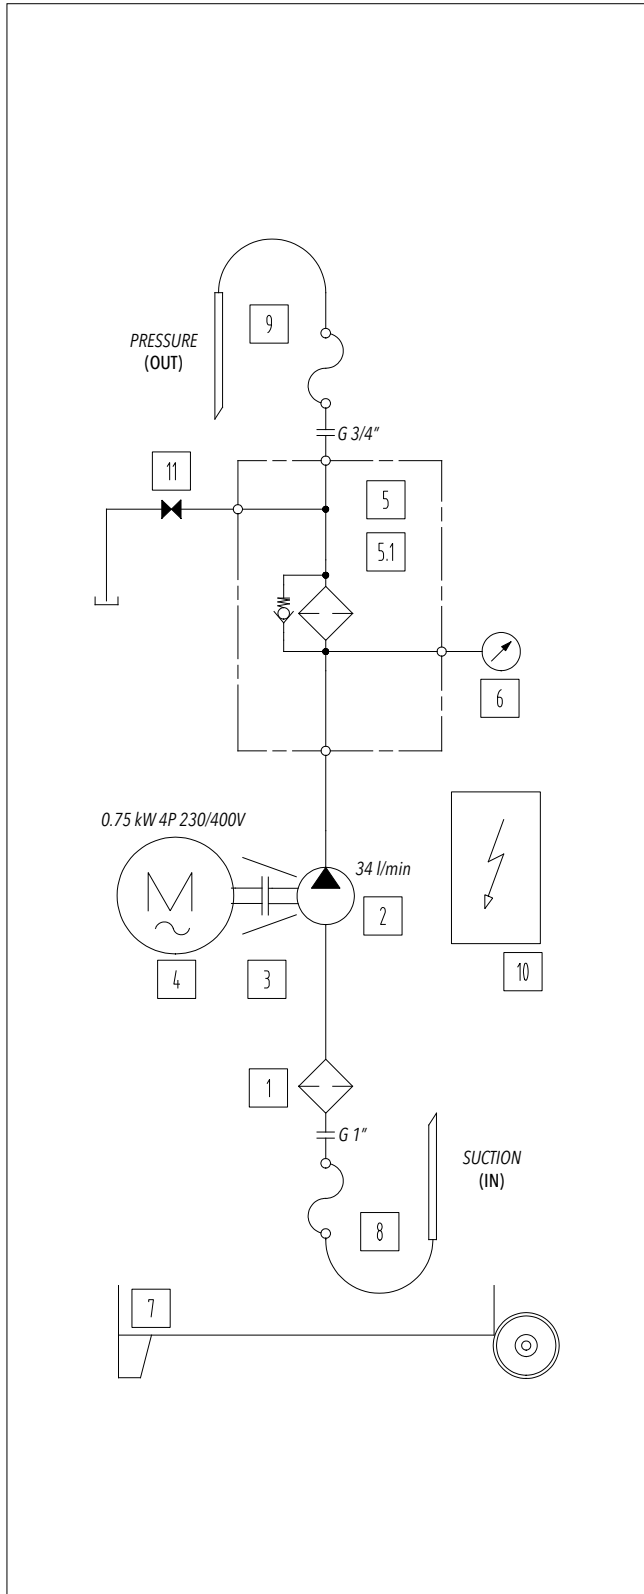 9
PRESSURE
(OUT)
G 3/4"
11
5
5.1
6
0.75 kW 4P 230/400V
M
34 l/min
2
4
3
10
1
G 1"
SUCTION
(IN)
8
7